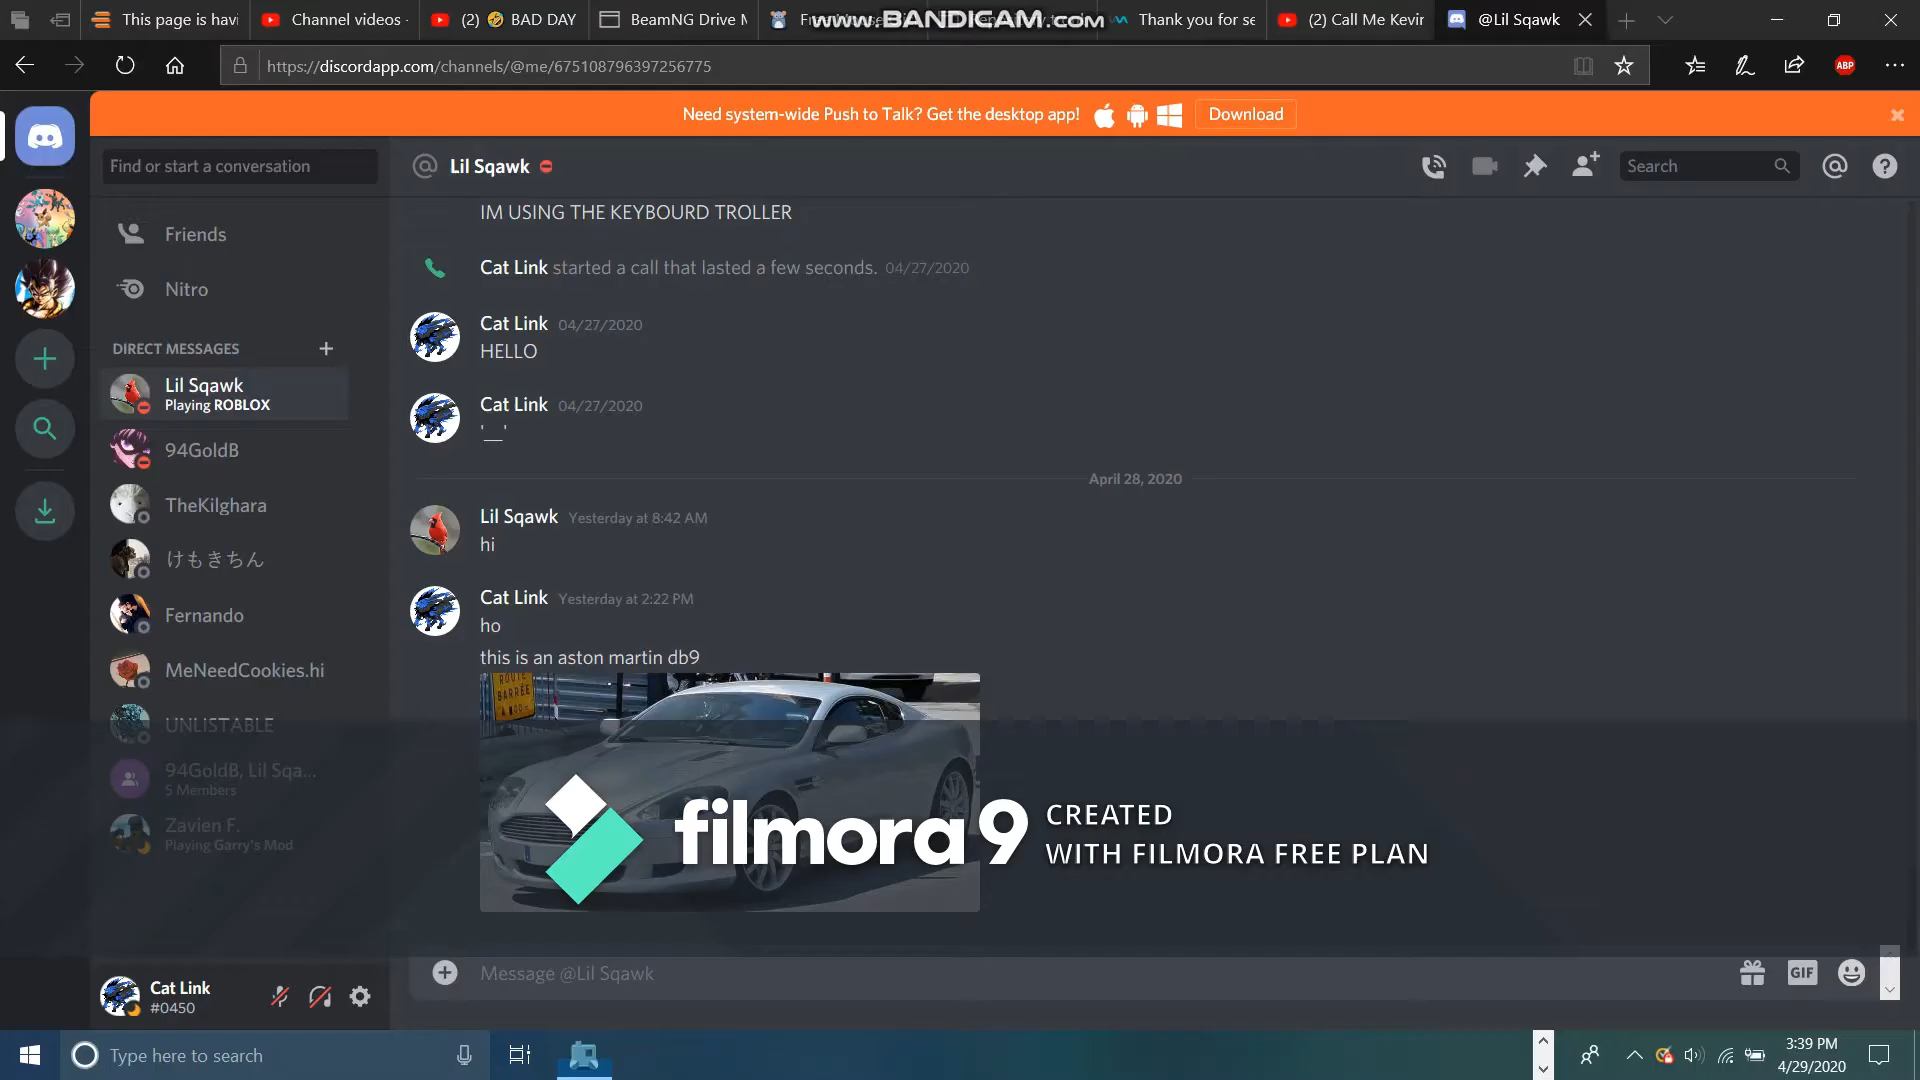 This page is havi
Channel videos -
(2) 🤣 BAD DAY
BeamNG Drive M
www.BANDICAM.com
Thank you for se
(2) Call Me Kevin
@Lil Sqawk
https://discordapp.com/channels/@me/675108796397256775
ABP
Need system-wide Push to Talk? Get the desktop app!
Download
Find or start a conversation
Lil Sqawk
Search
Friends
Nitro
DIRECT MESSAGES
Lil Sqawk
Playing ROBLOX
94GoldB
TheKilghara
けもきちん
Fernando
MeNeedCookies.hi
UNLISTABLE
94GoldB, Lil Sqa...
5 Members
Zavien F.
Playing Garry's Mod
Cat Link
#0450
IM USING THE KEYBOURD TROLLER
Cat Link started a call that lasted a few seconds. 04/27/2020
Cat Link 04/27/2020
HELLO
Cat Link 04/27/2020
'__'
April 28, 2020
Lil Sqawk Yesterday at 8:42 AM
hi
Cat Link Yesterday at 2:22 PM
ho
this is an aston martin db9
ROUTE
BARRÉE
filmora9
CREATED
WITH FILMORA FREE PLAN
Message @Lil Sqawk
GIF
Type here to search
3:39 PM
4/29/2020